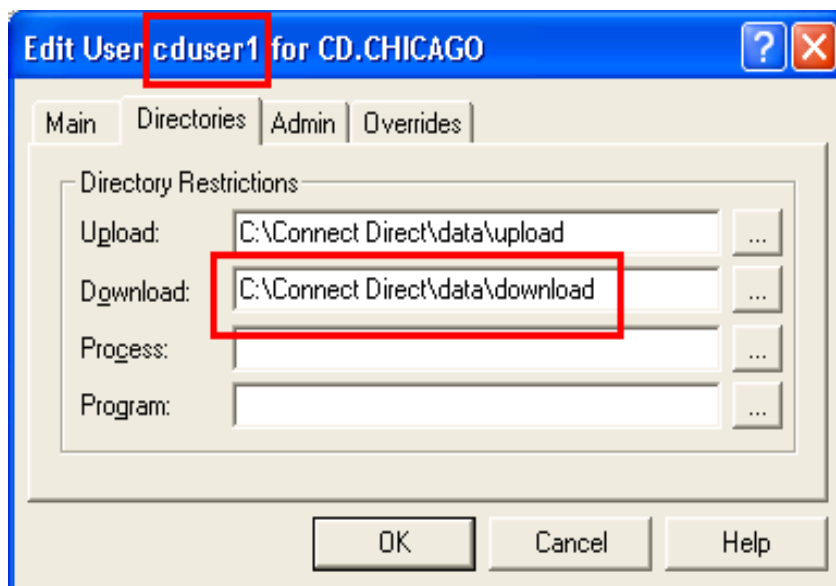 Edit User cduser1 for CD.CHICAGO
Main Directories Admin Overrides
Directory Restrictions
Upload: C:\Connect Direct\data\upload ...
Download: C:\Connect Direct\data\download ...
Process: ...
Program: ...
OK Cancel Help